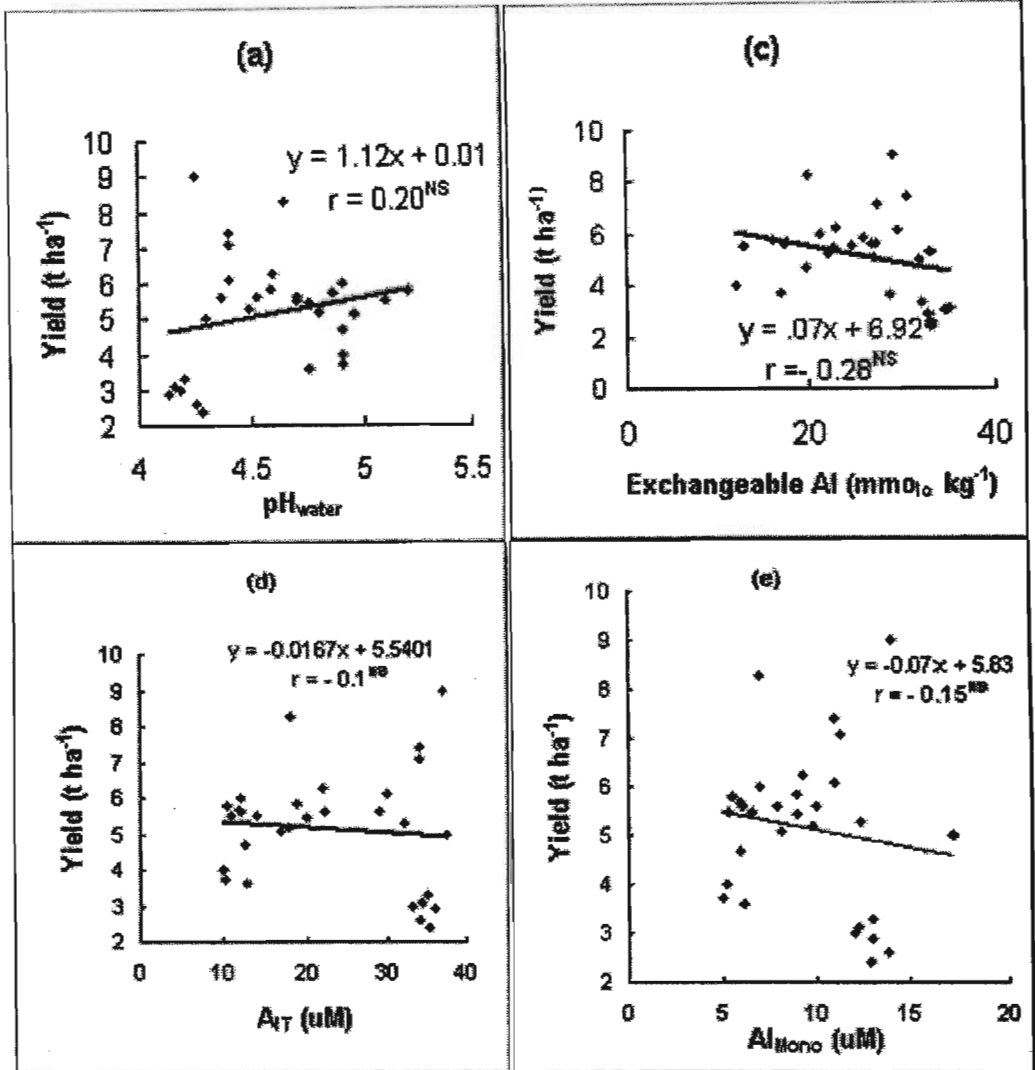 (a)
10
9
8
7
6
5
4
3
2
Yield (t ha⁻¹)
y = 1.12x + 0.01
r = 0.20ᴺˢ
4 4.5 5 5.5
pHwater
(c)
10
8
6
4
2
0
Yield (t ha⁻¹)
y = .07x + 6.92
r =- 0.28ᴺˢ
0 20 40
Exchangeable Al kg⁻¹)
(d)
10
9
8
7
6
5
4
3
2
Yield (t ha⁻¹)
y = -0.0167x + 5.5401
r = - 0.1
0 10 20 30 40
(uM)
(e)
10
9
8
7
6
5
4
3
2
Yield (t ha⁻¹)
y = -0.07x + 5.83
r = - 0.15
0 5 10 15 20
AlMono (uM)